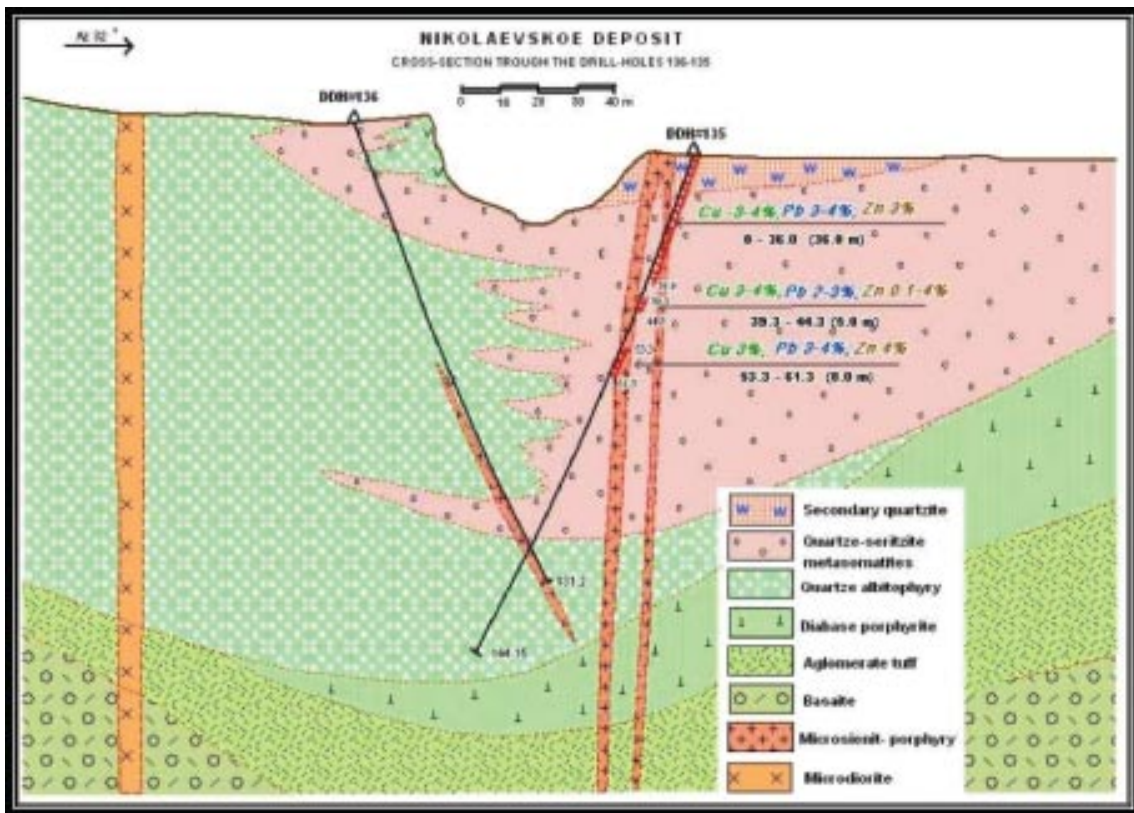 NIKOLAEVSKOE DEPOSIT
CROSS-SECTION TROUGH THE DRILL-HOLES 136-135
0 10 20 30 40 m
DDH#136
DDH#135
Cu -3-4%, Pb 3-4%, Zn 3%
0 - 36.0 (36.0 m)
Cu 3-4%, Pb 2-3%, Zn 0.1-4%
39.3 - 44.3 (5.0 m)
Cu 3%, Pb 3-4%, Zn 4%
53.3 - 61.3 (8.0 m)
131.2
144.15
Secondary quartzite
Quartze-seritzite
metasomatites
Quartze albitophyry
Diabase porphyrite
Aglomerate tuff
Basalte
Microsienit- porphyry
Microdiorite